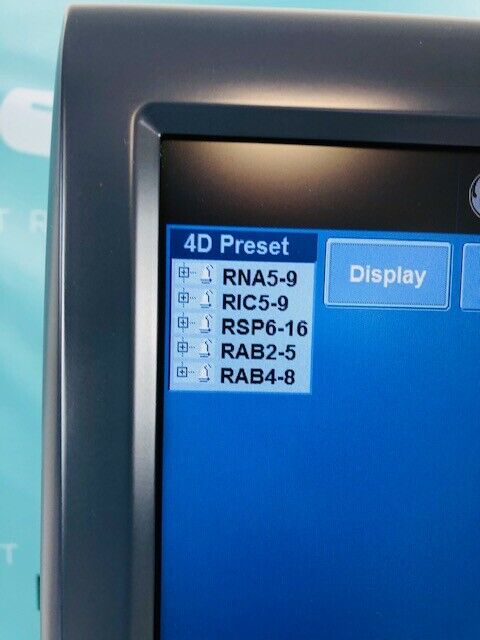 4D Preset
Display
RNA5-9
RIC5-9
RSP6-16
RAB2-5
RAB4-8